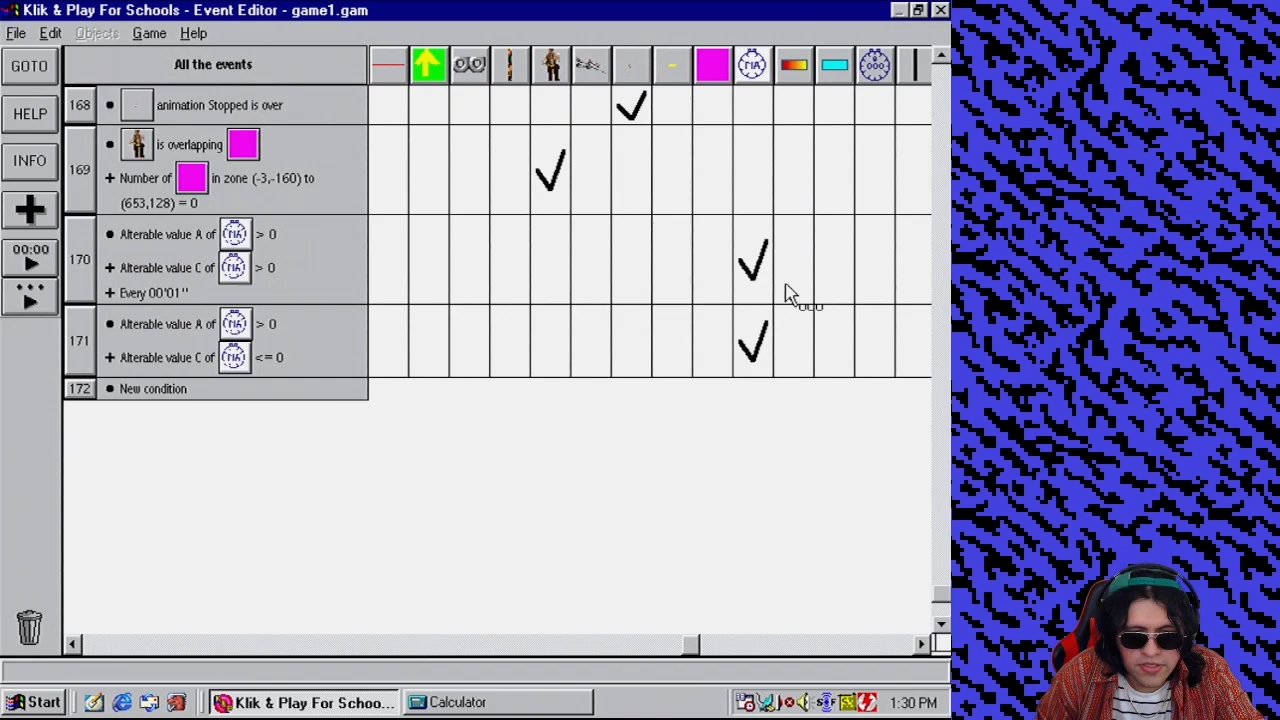 Klik & Play For Schools - Event Editor - game1.gam
File Edit Objects Game Help
GOTO
All the events
HELP
INFO
00:00
168
animation Stopped is over
169
is overlapping
+ Number of in zone (-3,-160) to
(653,128) = 0
170
Alterable value A of > 0
+ Alterable value C of > 0
+ Every 00'01"
171
Alterable value A of > 0
+ Alterable value C of <= 0
172
New condition
Start
Klik & Play For Schoo...
Calculator
1:30 PM